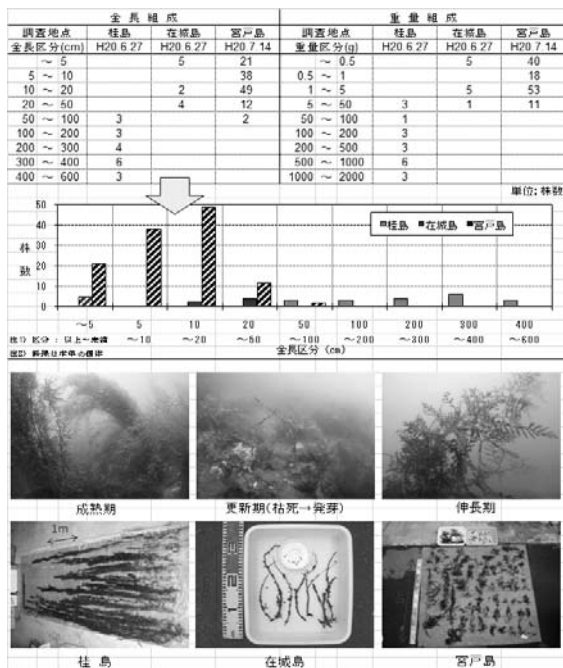 全長組成 重量組成
調査地点 桂島 在城島 宮戸島 調査地点 桂島 在城島 宮戸島
全長区分(cm) H20.6.27 H20.6.27 H20.7.14 重量区分(g) H20.6.27 H20.6.27 H20.7.14
～ 5 5 21 ～ 0.5 5 40
5 ～ 10 38 0.5 ～ 1 18
10 ～ 20 2 49 1 ～ 5 5 53
20 ～ 50 4 12 5 ～ 50 3 1 11
50 ～ 100 3 2 50 ～ 100 1
100 ～ 200 3 100 ～ 200 3
200 ～ 300 4 200 ～ 500 3
300 ～ 400 6 500 ～ 1000 6
400 ～ 600 3 1000 ～ 2000 3
単位:株数
50
40
30
20
10
0
株数
桂島 在城島 宮戸島
～5 5 10 20 50 100 200 300 400
注1) 区分:以上～未満 ～10 ～20 ～50 ～100 ～200 ～300 ～400 ～600
全長区分 (cm)
成熟期 更新期(枯死→発芽) 伸長期
1m
桂島 在城島 宮戸島